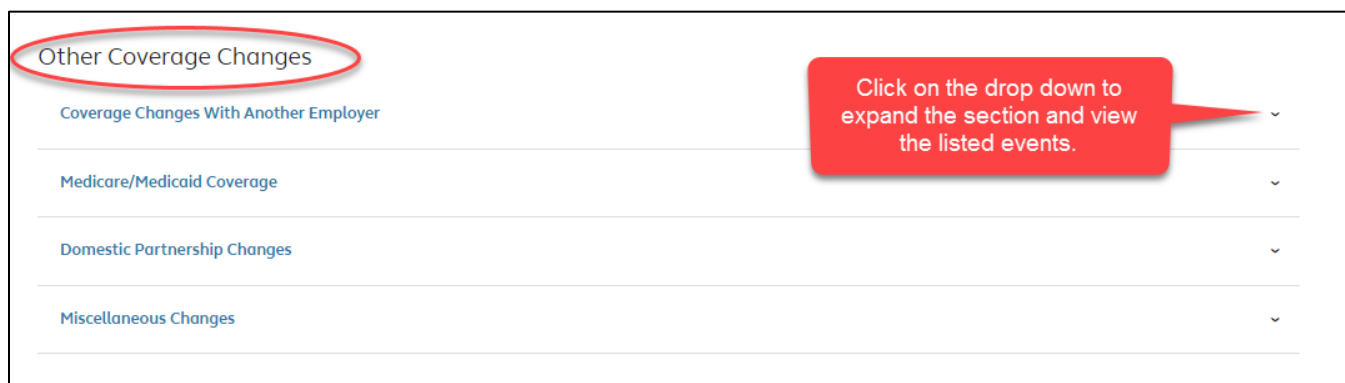 Other Coverage Changes
Click on the drop down to
expand the section and view
the listed events.
Coverage Changes With Another Employer
Medicare/Medicaid Coverage
Domestic Partnership Changes
Miscellaneous Changes